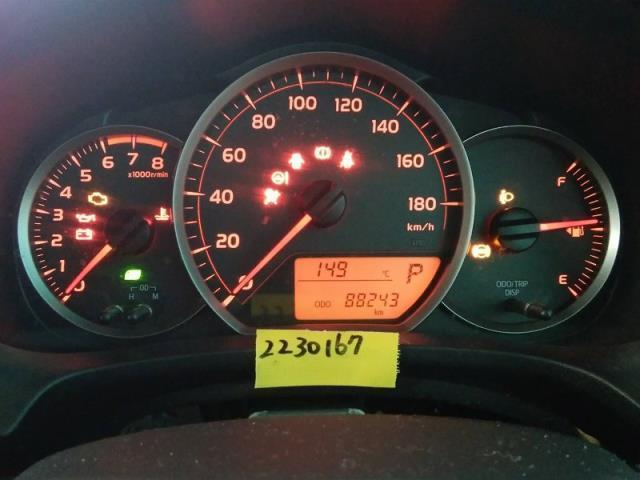 0 1 2 3 4 5 6 7 8
x1000r/min
00
H M
0 20 40 60 80 100 120 140 160 180
km/h
149 °C P
ODO 88243
km
F
E
ODO/TRIP
DISP
2230167